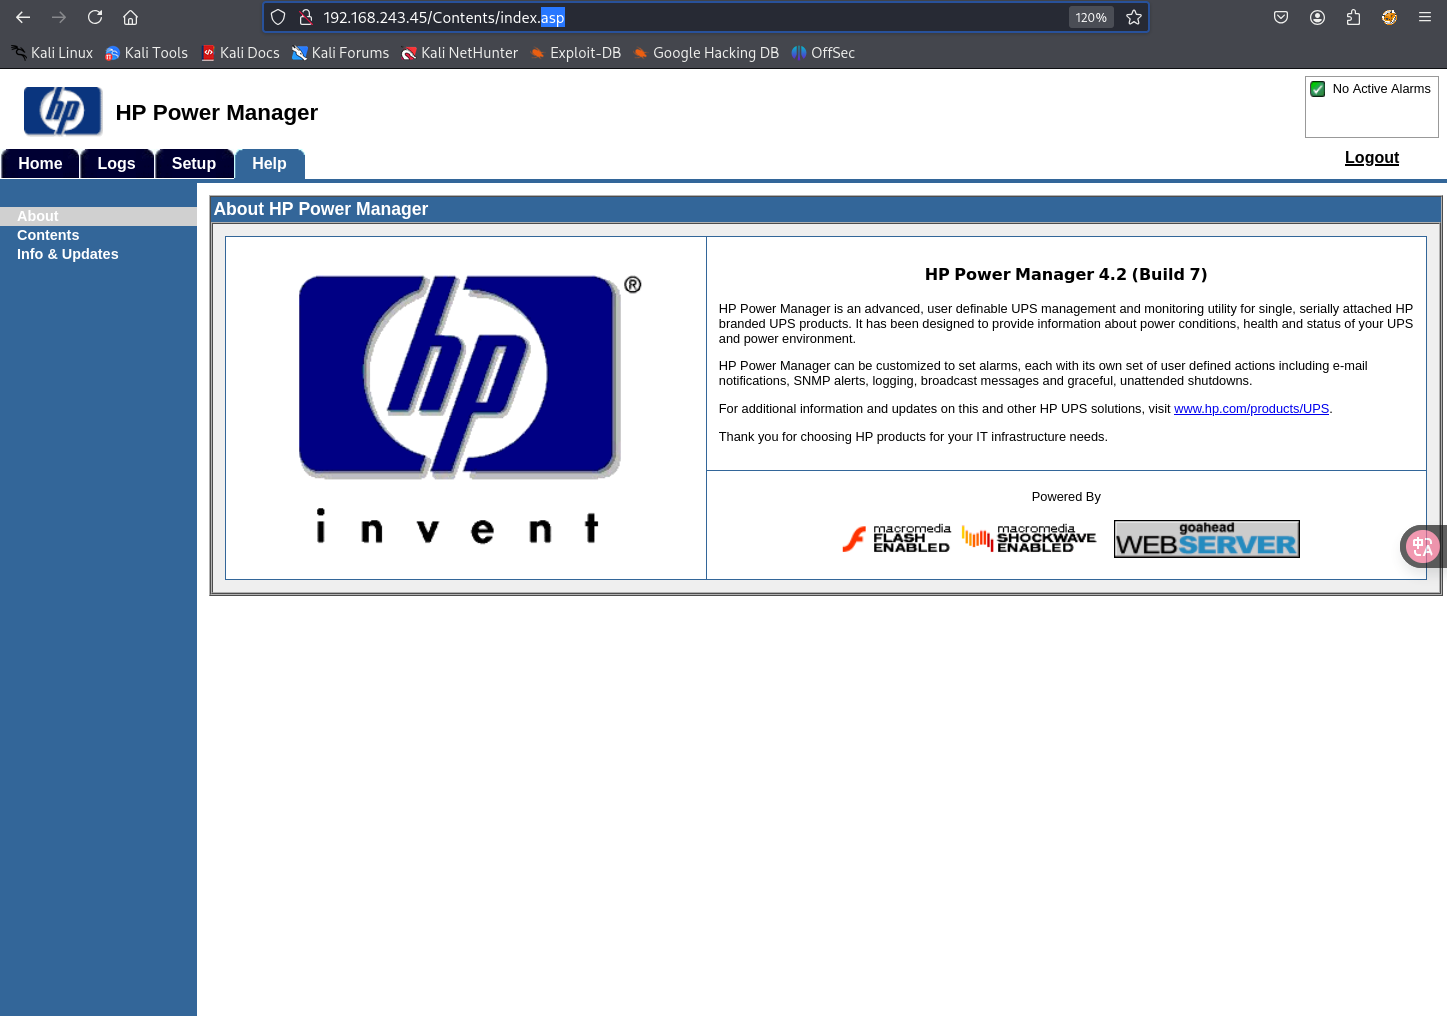 192.168.243.45/Contents/index.asp
120%
Kali Linux Kali Tools Kali Docs Kali Forums Kali NetHunter Exploit-DB Google Hacking DB OffSec
hp HP Power Manager
No Active Alarms
Home Logs Setup Help
Logout
About
Contents
Info & Updates
About HP Power Manager
hp ®
invent
HP Power Manager 4.2 (Build 7)
HP Power Manager is an advanced, user definable UPS management and monitoring utility for single, serially attached HP
branded UPS products. It has been designed to provide information about power conditions, health and status of your UPS
and power environment.
HP Power Manager can be customized to set alarms, each with its own set of user defined actions including e-mail
notifications, SNMP alerts, logging, broadcast messages and graceful, unattended shutdowns.
For additional information and updates on this and other HP UPS solutions, visit www.hp.com/products/UPS.
Thank you for choosing HP products for your IT infrastructure needs.
Powered By
macromedia
FLASH
ENABLED
macromedia
SHOCKWAVE
ENABLED
goahead
WEBSERVER
中A